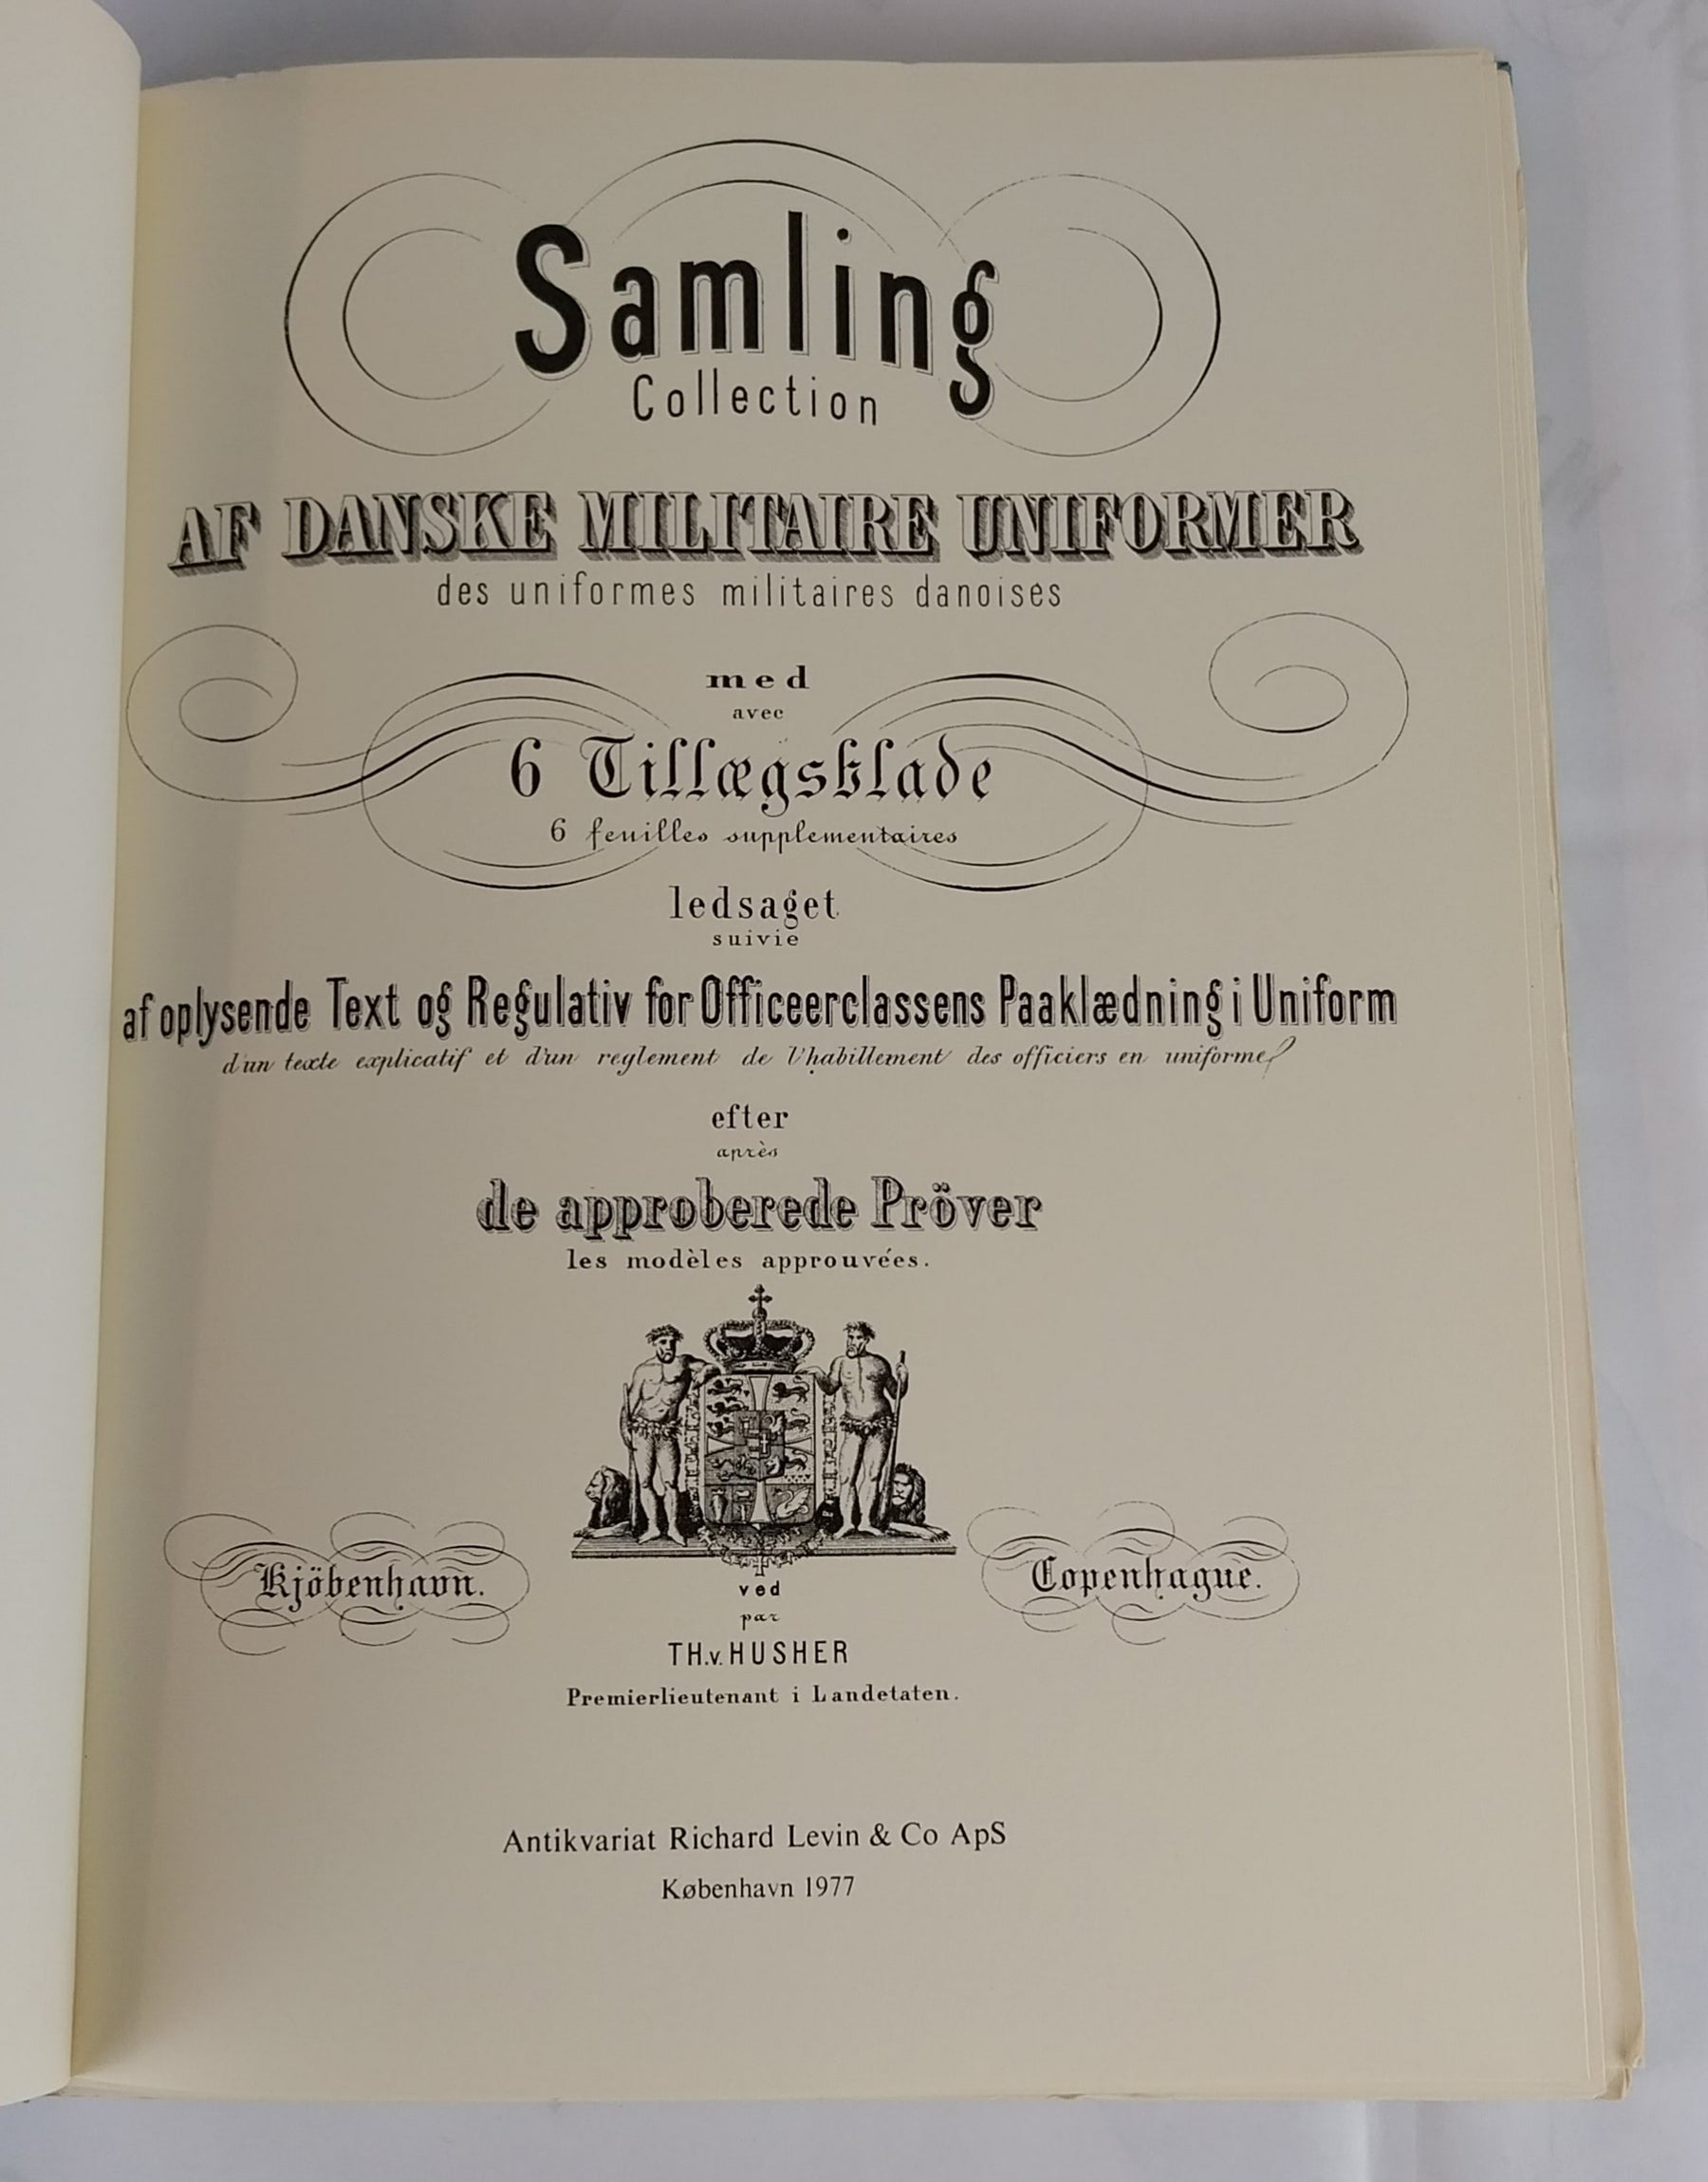 Samling
Collection
AF DANSKE MILITAIRE UNIFORMER
des uniformes militaires danoises
med
avec
6 Tillægsblade
6 feuilles supplementaires
ledsaget
suivie
af oplysende Text og Regulativ for Officeerclassens Paaklædning i Uniform
d'un texte explicatif et d'un reglement de l'habillement des officiers en uniforme
efter
après
de approberede Pröver
les modèles approuvées.
Kjöbenhavn.
Copenhague.
ved
par
TH.v. HUSHER
Premierlieutenant i Landetaten.
Antikvariat Richard Levin & Co ApS
København 1977